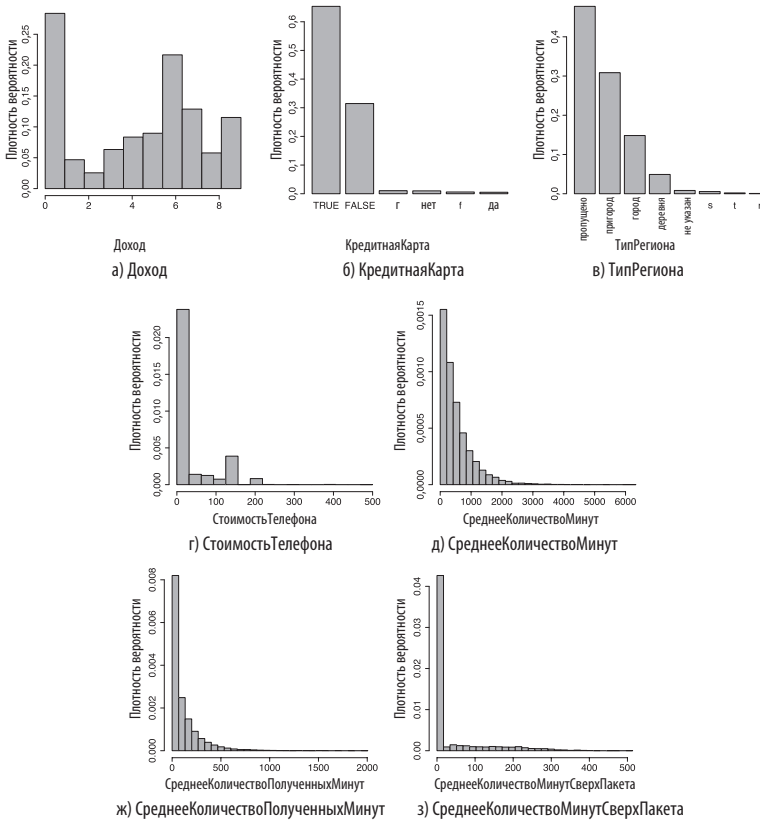 Плотность вероятности
0,00 0,05 0,10 0,15 0,20 0,25
0 2 4 6 8
Доход
а) Доход
Плотность вероятности
0,0 0,1 0,2 0,3 0,4 0,5 0,6
TRUE FALSE г нет f да
КредитнаяКарта
б) КредитнаяКарта
Плотность вероятности
0,0 0,1 0,2 0,3 0,4
пропущено пригород город деревня не указан s t r
ТипРегиона
в) ТипРегиона
Плотность вероятности
0,000 0,005 0,010 0,015 0,020
0 100 200 300 400 500
СтоимостьТелефона
г) СтоимостьТелефона
Плотность вероятности
0,0000 0,0005 0,0010 0,0015
0 1000 2000 3000 4000 5000 6000
СреднееКоличествоМинут
д) СреднееКоличествоМинут
Плотность вероятности
0.000 0.002 0.004 0.006 0.008
0 500 1000 1500 2000
СреднееКоличествоПолученныхМинут
ж) СреднееКоличествоПолученныхМинут
Плотность вероятности
0.00 0.01 0.02 0.03 0.04
0 100 200 300 400 500
СреднееКоличествоМинутСверхПакета
з) СреднееКоличествоМинутСверхПакета